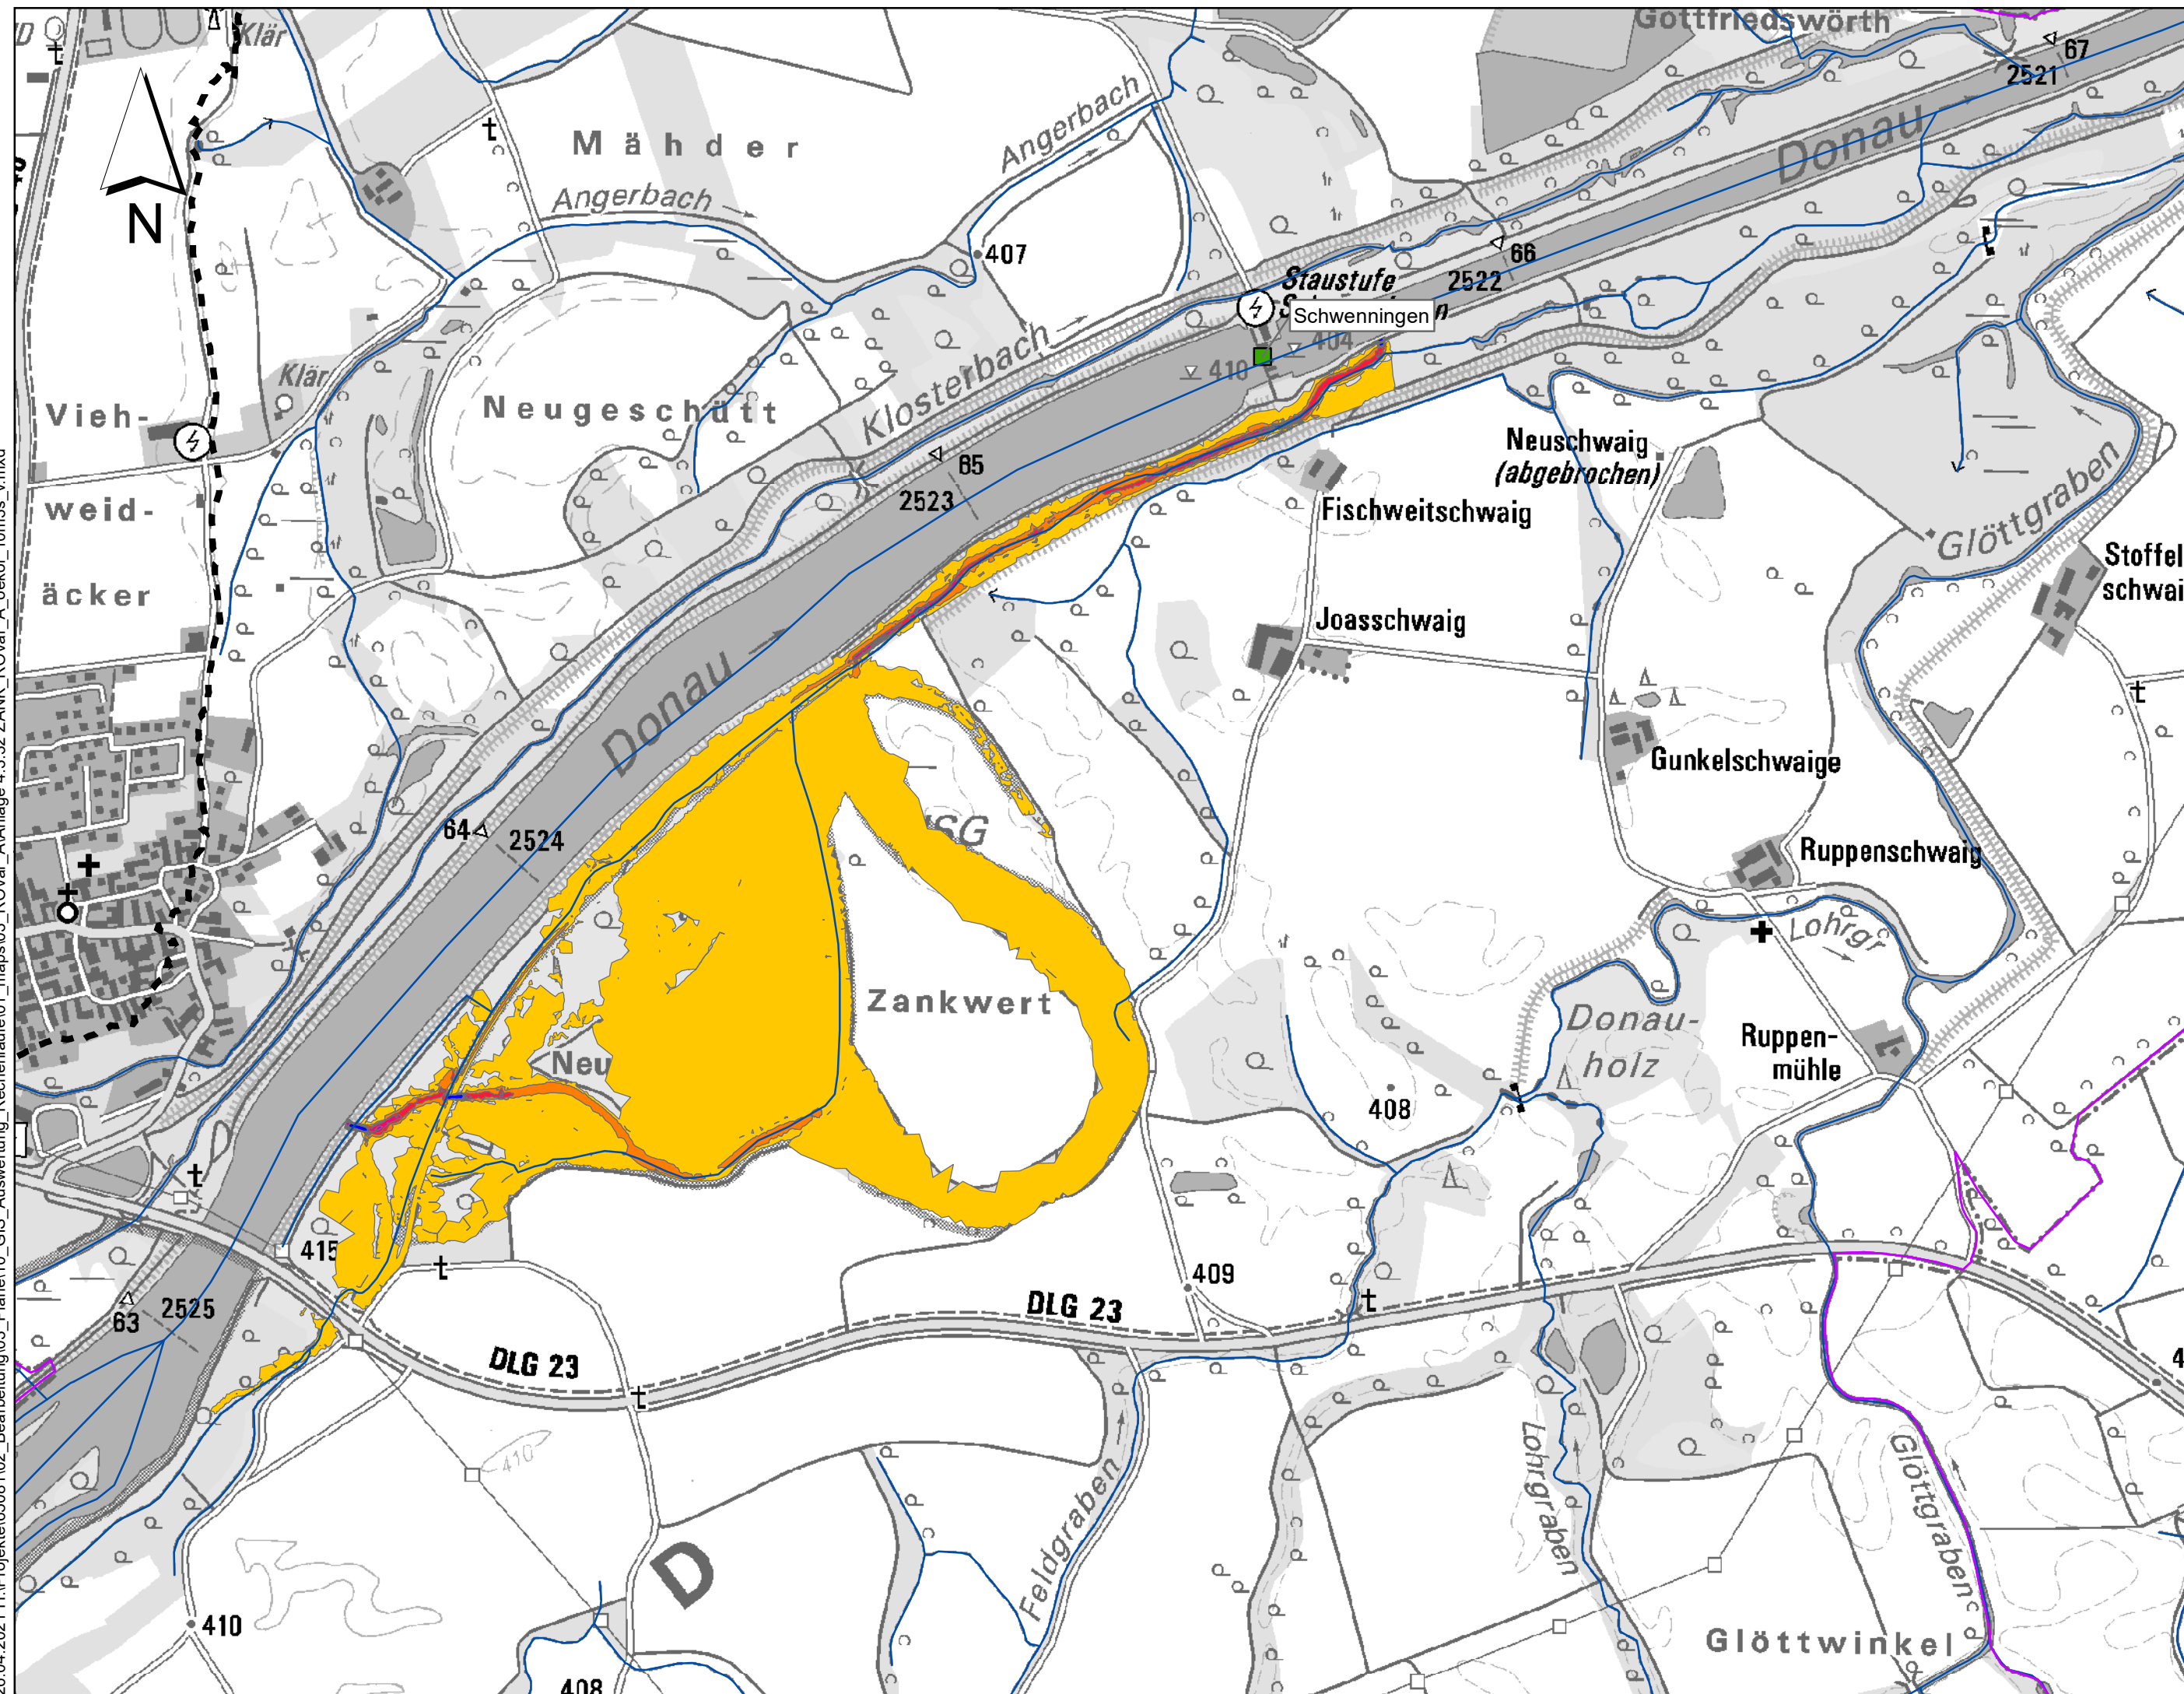 Klär
Gottfriedswörth
67
2521
Mähder
Angerbach
Angerbach
Donau
N
407
66
Staustufe
2522
Schwenningen
n
404
410
Klär
Vieh-
Neugeschütt
Klosterbach
65
2523
Neuschwaig
(abgebrochen)
weid-
Fischweitschwaig
Glöttgraben
Stoffel
schwai
äcker
Joasschwaig
Donau
Gunkelschwaige
64
2524
SG
Ruppenschwaig
Lohrgr
Zankwert
Donau-
holz
Ruppen-
mühle
Neu
408
415
409
DLG 23
63
2525
DLG 23
4
410
Lohrgraben
Glöttgraben
Feldgraben
D
410
Glöttwinkel
408